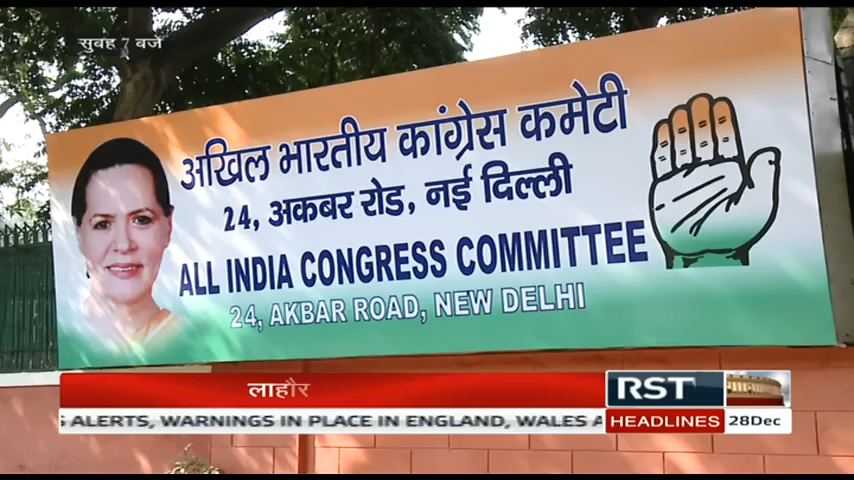 सुबह 7 बजे
अखिल भारतीय कांग्रेस कमेटी
24, अकबर रोड, नई दिल्ली
ALL INDIA CONGRESS COMMITTEE
24, AKBAR ROAD, NEW DELHI
लाहौर
RST
ALERTS, WARNINGS IN PLACE IN ENGLAND, WALES
HEADLINES 28Dec